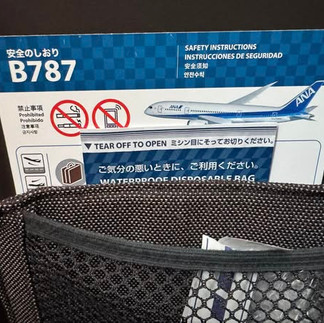 安全のしおり
B787
SAFETY INSTRUCTIONS
INSTRUCCIONES DE SEGURIDAD
安全须知
안전수칙
禁止事項
Prohibited
Prohibido
ANA
ANA
▼ TEAR OFF TO OPEN ミシン目にそってお切りください。
ご気分の悪いときに、ご利用ください。
WATERPROOF DISPOSABLE BAG